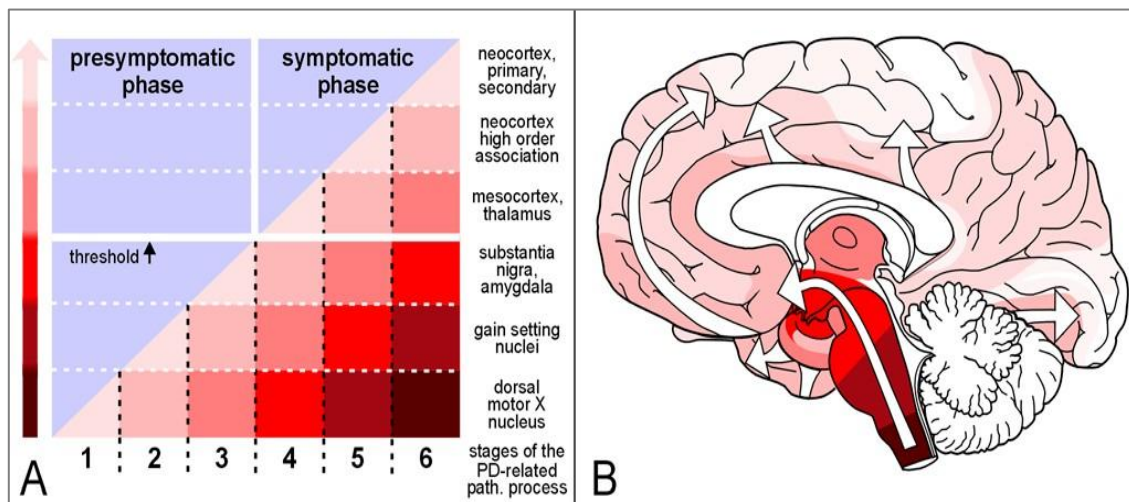 presymptomatic
phase
symptomatic
phase
neocortex,
primary,
secondary
neocortex
high order
association
mesocortex,
thalamus
threshold
substantia
nigra,
amygdala
gain setting
nuclei
dorsal
motor X
nucleus
1 2 3 4 5 6
stages of the
PD-related
path. process
A
B